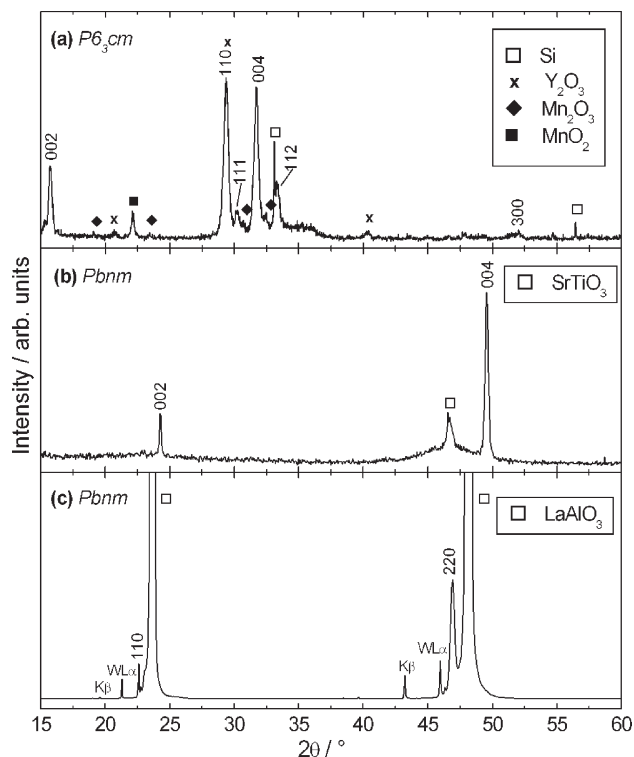 (a) P6₃cm
002
110
x
111
004
112
300
x
x
□ Si
x Y₂O₃
◆ Mn₂O₃
■ MnO₂
(b) Pbnm
002
004
□ SrTiO₃
(c) Pbnm
Kβ
WLα
110
Kβ
WLα
220
□ LaAlO₃
Intensity / arb. units
15 20 25 30 35 40 45 50 55 60
2θ / °